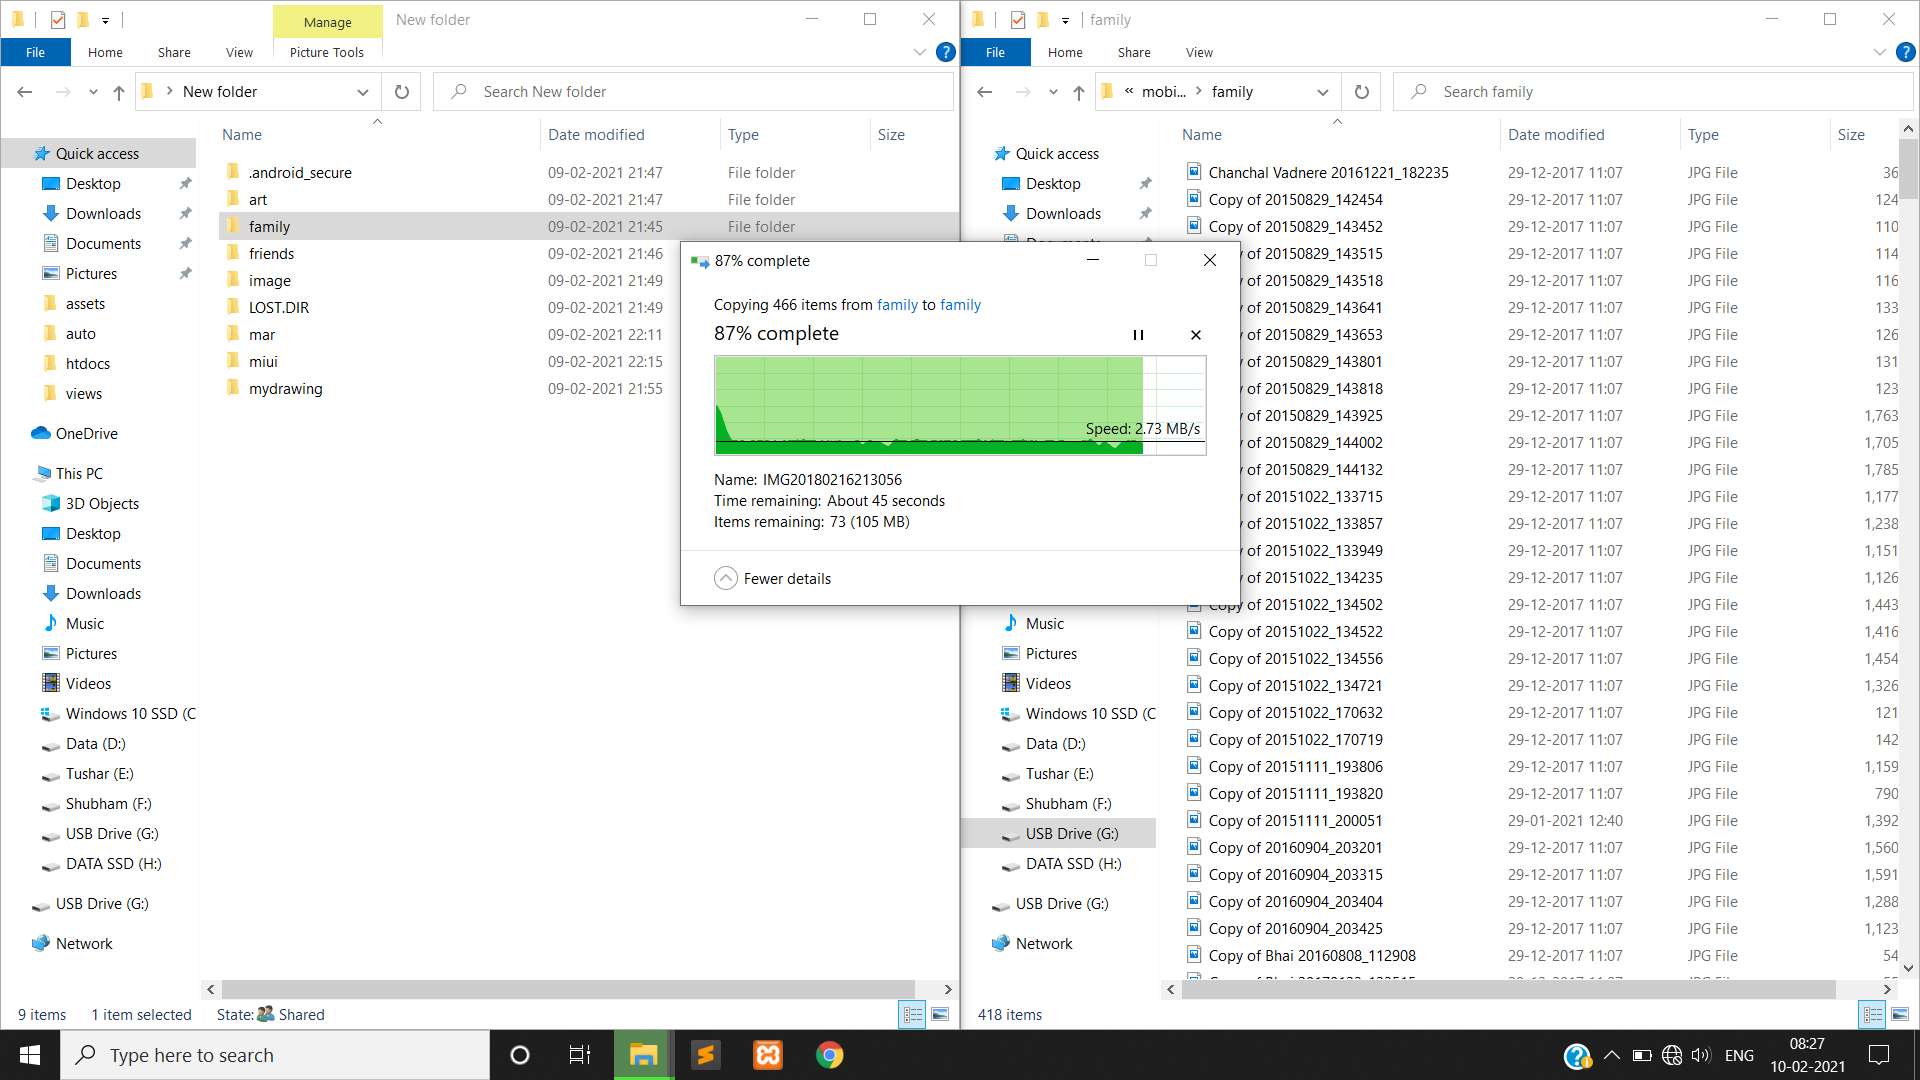 Manage
New folder
File
Home
Share
View
Picture Tools
New folder
Search New folder
Name
Date modified
Type
Size
Quick access
Desktop
Downloads
Documents
Pictures
assets
auto
htdocs
views
OneDrive
This PC
3D Objects
Desktop
Documents
Downloads
Music
Pictures
Videos
Windows 10 SSD (C
Data (D:)
Tushar (E:)
Shubham (F:)
USB Drive (G:)
DATA SSD (H:)
USB Drive (G:)
Network
.android_secure 09-02-2021 21:47 File folder
art 09-02-2021 21:47 File folder
family 09-02-2021 21:45 File folder
friends 09-02-2021 21:46
image 09-02-2021 21:49
LOST.DIR 09-02-2021 21:49
mar 09-02-2021 22:11
miui 09-02-2021 22:15
mydrawing 09-02-2021 21:55
9 items 1 item selected State: Shared
87% complete
Copying 466 items from family to family
87% complete
Speed: 2.73 MB/s
Name: IMG20180216213056
Time remaining: About 45 seconds
Items remaining: 73 (105 MB)
Fewer details
family
File
Home
Share
View
« mobi... family
Search family
Name
Date modified
Type
Size
Quick access
Desktop
Downloads
Music
Pictures
Videos
Windows 10 SSD (C
Data (D:)
Tushar (E:)
Shubham (F:)
USB Drive (G:)
DATA SSD (H:)
USB Drive (G:)
Network
Chanchal Vadnere 20161221_182235 29-12-2017 11:07 JPG File 36
Copy of 20150829_142454 29-12-2017 11:07 JPG File 124
Copy of 20150829_143452 29-12-2017 11:07 JPG File 110
y of 20150829_143515 29-12-2017 11:07 JPG File 114
y of 20150829_143518 29-12-2017 11:07 JPG File 116
y of 20150829_143641 29-12-2017 11:07 JPG File 133
y of 20150829_143653 29-12-2017 11:07 JPG File 126
y of 20150829_143801 29-12-2017 11:07 JPG File 131
y of 20150829_143818 29-12-2017 11:07 JPG File 123
y of 20150829_143925 29-12-2017 11:07 JPG File 1,763
y of 20150829_144002 29-12-2017 11:07 JPG File 1,705
y of 20150829_144132 29-12-2017 11:07 JPG File 1,785
y of 20151022_133715 29-12-2017 11:07 JPG File 1,177
y of 20151022_133857 29-12-2017 11:07 JPG File 1,238
y of 20151022_133949 29-12-2017 11:07 JPG File 1,151
y of 20151022_134235 29-12-2017 11:07 JPG File 1,126
Copy of 20151022_134502 29-12-2017 11:07 JPG File 1,443
Copy of 20151022_134522 29-12-2017 11:07 JPG File 1,416
Copy of 20151022_134556 29-12-2017 11:07 JPG File 1,454
Copy of 20151022_134721 29-12-2017 11:07 JPG File 1,326
Copy of 20151022_170632 29-12-2017 11:07 JPG File 121
Copy of 20151022_170719 29-12-2017 11:07 JPG File 142
Copy of 20151111_193806 29-12-2017 11:07 JPG File 1,159
Copy of 20151111_193820 29-12-2017 11:07 JPG File 790
Copy of 20151111_200051 29-01-2021 12:40 JPG File 1,392
Copy of 20160904_203201 29-12-2017 11:07 JPG File 1,560
Copy of 20160904_203315 29-12-2017 11:07 JPG File 1,591
Copy of 20160904_203404 29-12-2017 11:07 JPG File 1,288
Copy of 20160904_203425 29-12-2017 11:07 JPG File 1,123
Copy of Bhai 20160808_112908 29-12-2017 11:07 JPG File 54
418 items
Type here to search
ENG
08:27
10-02-2021